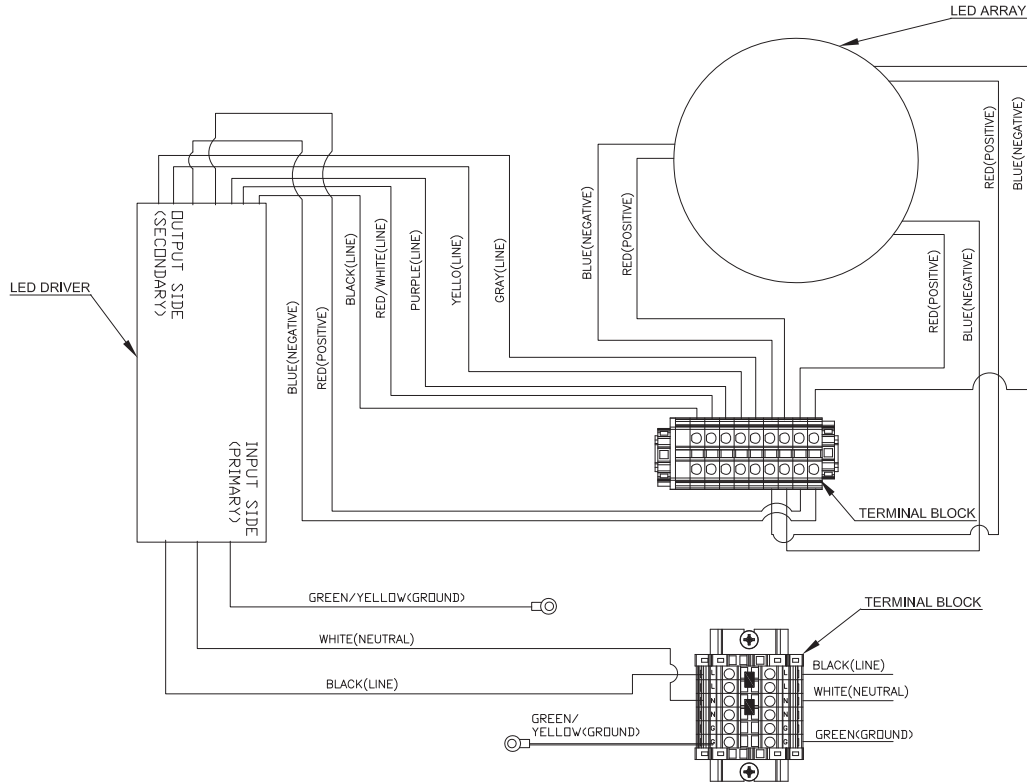 LED ARRAY
RED(POSITIVE)
BLUE(NEGATIVE)
BLUE(NEGATIVE)
RED(POSITIVE)
RED(POSITIVE)
BLUE(NEGATIVE)
OUTPUT SIDE
(SECONDARY)
LED DRIVER
BLUE(NEGATIVE)
RED(POSITIVE)
BLACK(LINE)
RED/WHITE(LINE)
PURPLE(LINE)
YELLO(LINE)
GRAY(LINE)
INPUT SIDE
(PRIMARY)
TERMINAL BLOCK
GREEN/YELLOW(GROUND)
WHITE(NEUTRAL)
BLACK(LINE)
TERMINAL BLOCK
BLACK(LINE)
WHITE(NEUTRAL)
GREEN(GROUND)
GREEN/
YELLOW(GROUND)
L L
L L
N N
N N
G G
G G